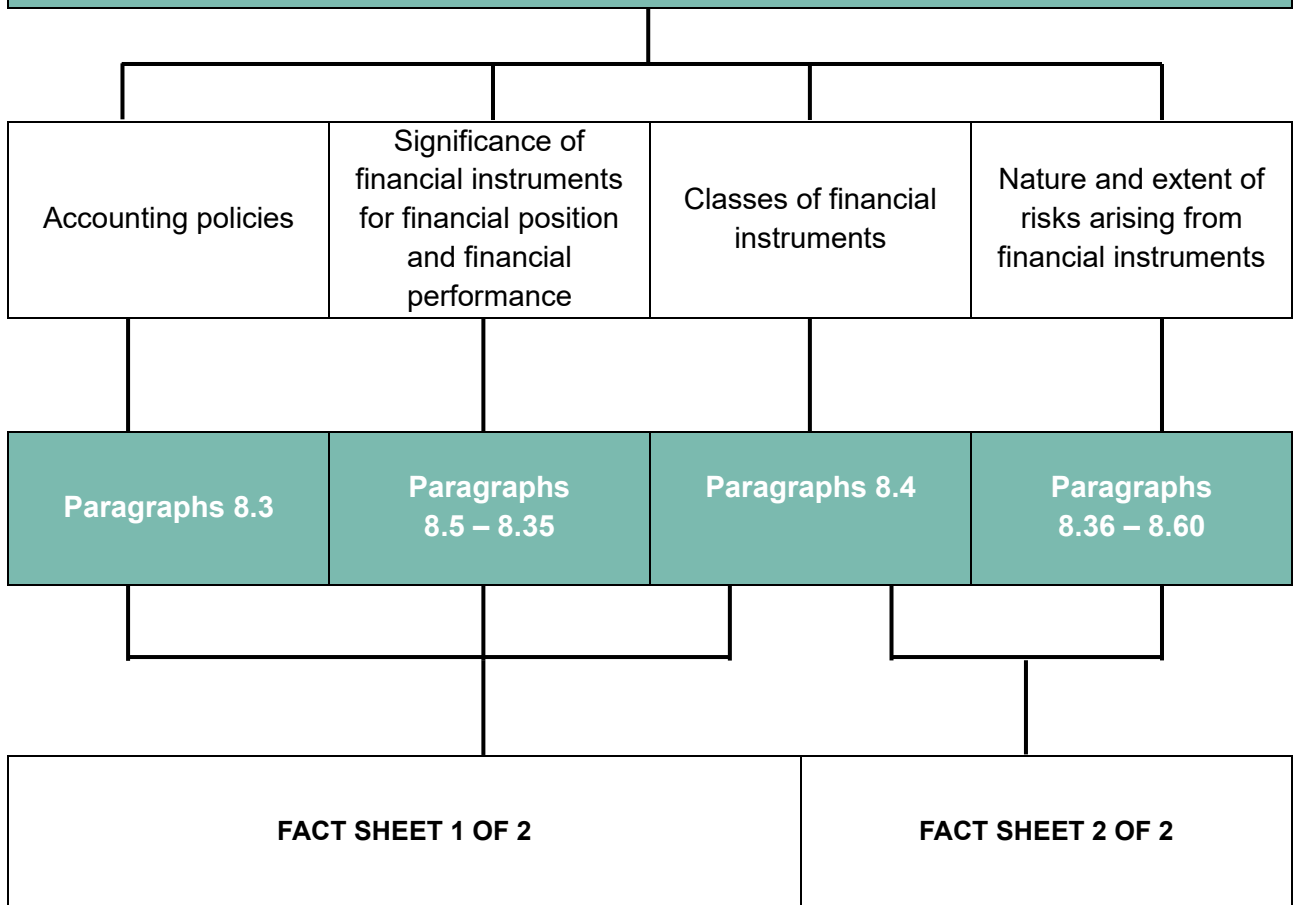 Accounting policies
Significance of
financial instruments
for financial position
and financial
performance
Classes of financial
instruments
Nature and extent of
risks arising from
financial instruments
Paragraphs 8.3
Paragraphs
8.5 – 8.35
Paragraphs 8.4
Paragraphs
8.36 – 8.60
FACT SHEET 1 OF 2
FACT SHEET 2 OF 2